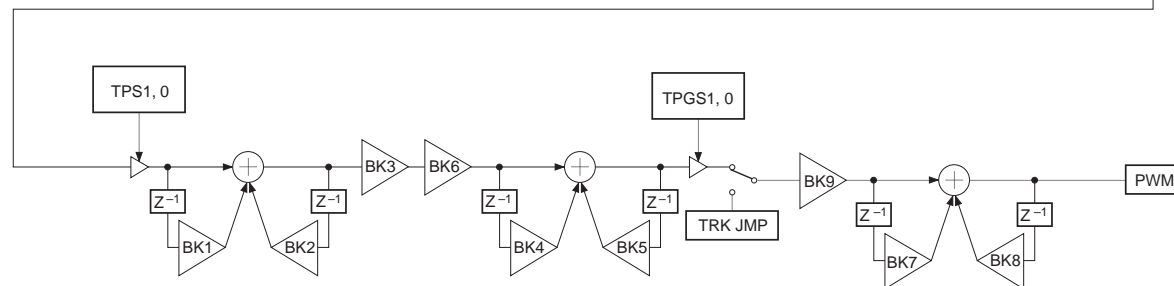 TPS1, 0
TPGS1, 0
BK3
BK6
BK9
PWM
Z⁻¹
Z⁻¹
Z⁻¹
Z⁻¹
Z⁻¹
Z⁻¹
TRK JMP
BK1
BK2
BK4
BK5
BK7
BK8